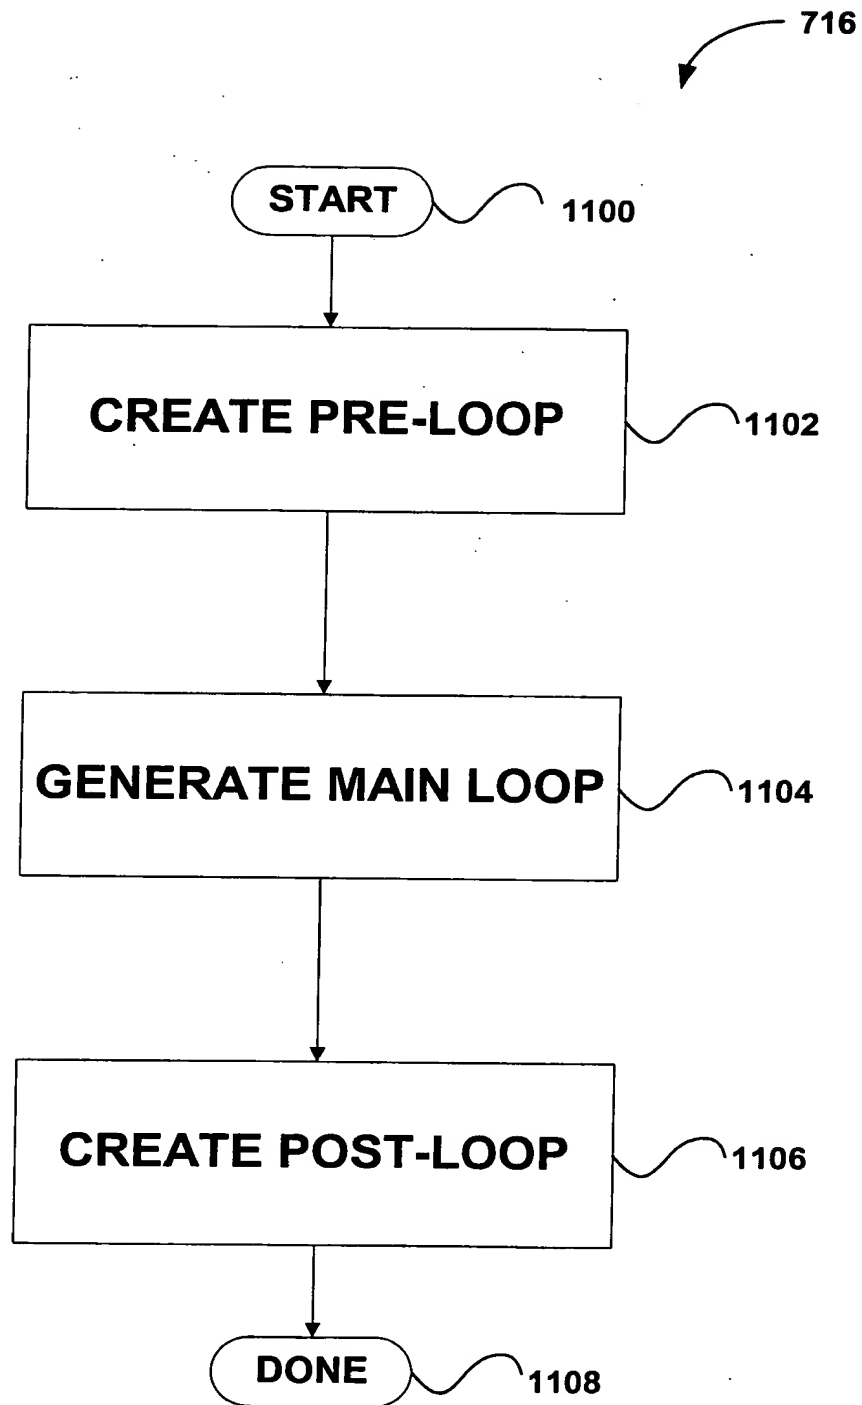 716
START
1100
CREATE PRE-LOOP
1102
GENERATE MAIN LOOP
1104
CREATE POST-LOOP
1106
DONE
1108